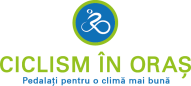 CICLISM ÎN ORAȘ
Pedalați pentru o climă mai bună